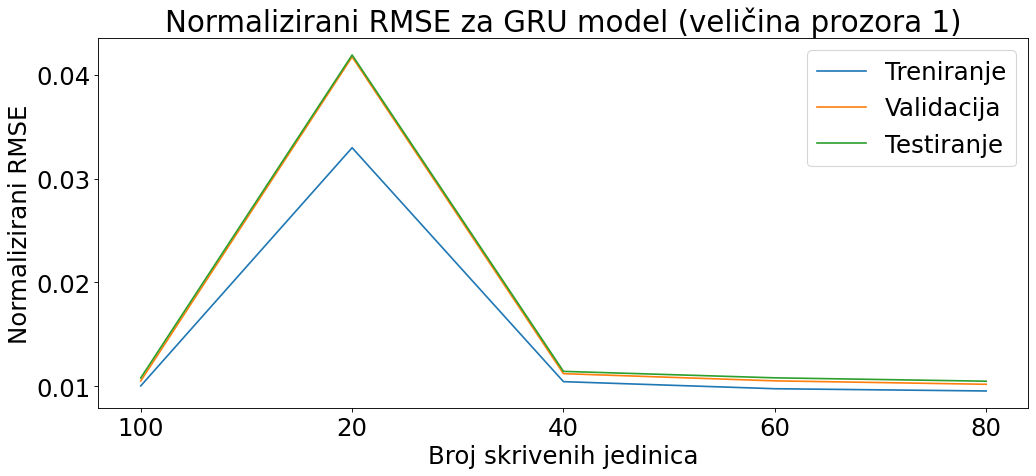 Normalizirani RMSE za GRU model (veličina prozora 1)
Treniranje
Validacija
Testiranje
Normalizirani RMSE
0.04
0.03
0.02
0.01
100 20 40 60 80
Broj skrivenih jedinica